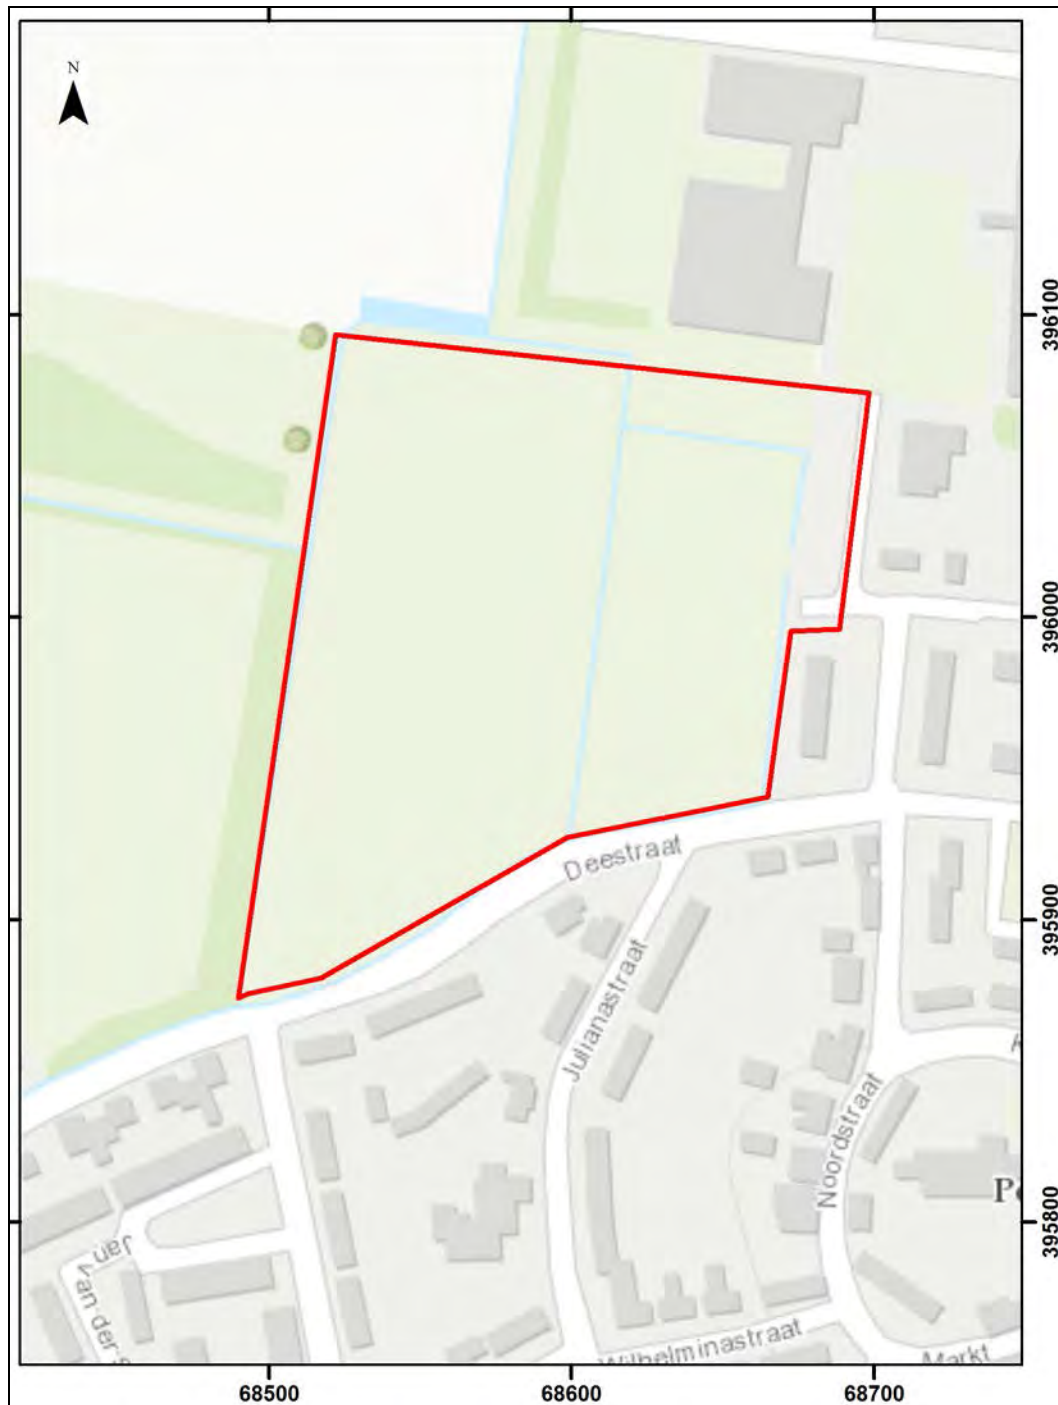 N
396100
396000
Deestraat
395900
Julianastraat
Noordstraat
395800
Jan
van der
Wilhelminastraat
Markt
68500 68600 68700